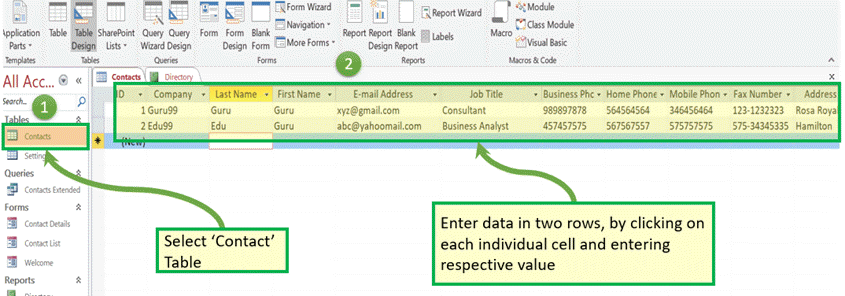 Application Parts
Table
Table Design
SharePoint Lists
Query Wizard
Query Design
Form
Form Design
Blank Form
Form Wizard
Navigation
More Forms
Report
Report Design
Blank Report
Report Wizard
Labels
Macro
Module
Class Module
Visual Basic
Templates
Tables
Queries
Forms
Reports
Macros & Code
2
All Acc...
Search...
1
Tables
Contacts
Setting
Queries
Contacts Extended
Forms
Contact Details
Contact List
Welcome
Reports
Directory
Contacts
Directory
ID Company Last Name First Name E-mail Address Job Title Business Phc Home Phone Mobile Phon Fax Number Address
1 Guru99 Guru Guru xyz@gmail.com Consultant 989897878 564564564 346456464 123-1232323 Rosa Roya
2 Edu99 Edu Guru abc@yahoomail.com Business Analyst 457457575 567567557 575757575 575-34345335 Hamilton
(New)
Select ‘Contact’
Table
Enter data in two rows, by clicking on
each individual cell and entering
respective value